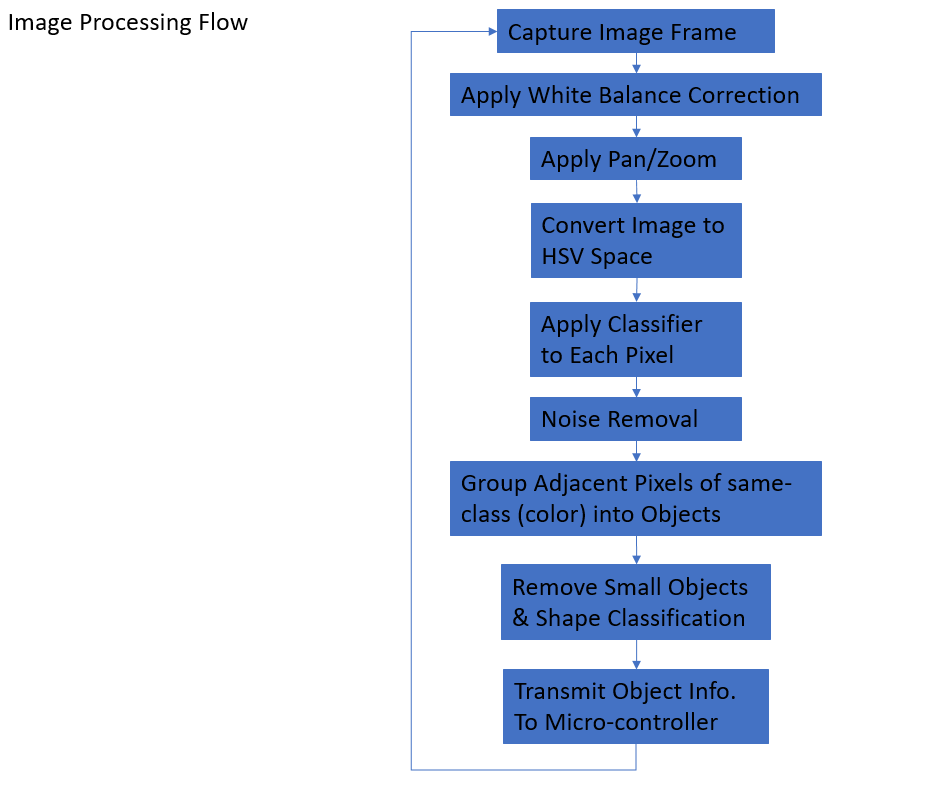 Image Processing Flow
Capture Image Frame
Apply White Balance Correction
Apply Pan/Zoom
Convert Image to
HSV Space
Apply Classifier
to Each Pixel
Noise Removal
Group Adjacent Pixels of same-
class (color) into Objects
Remove Small Objects
& Shape Classification
Transmit Object Info.
To Micro-controller